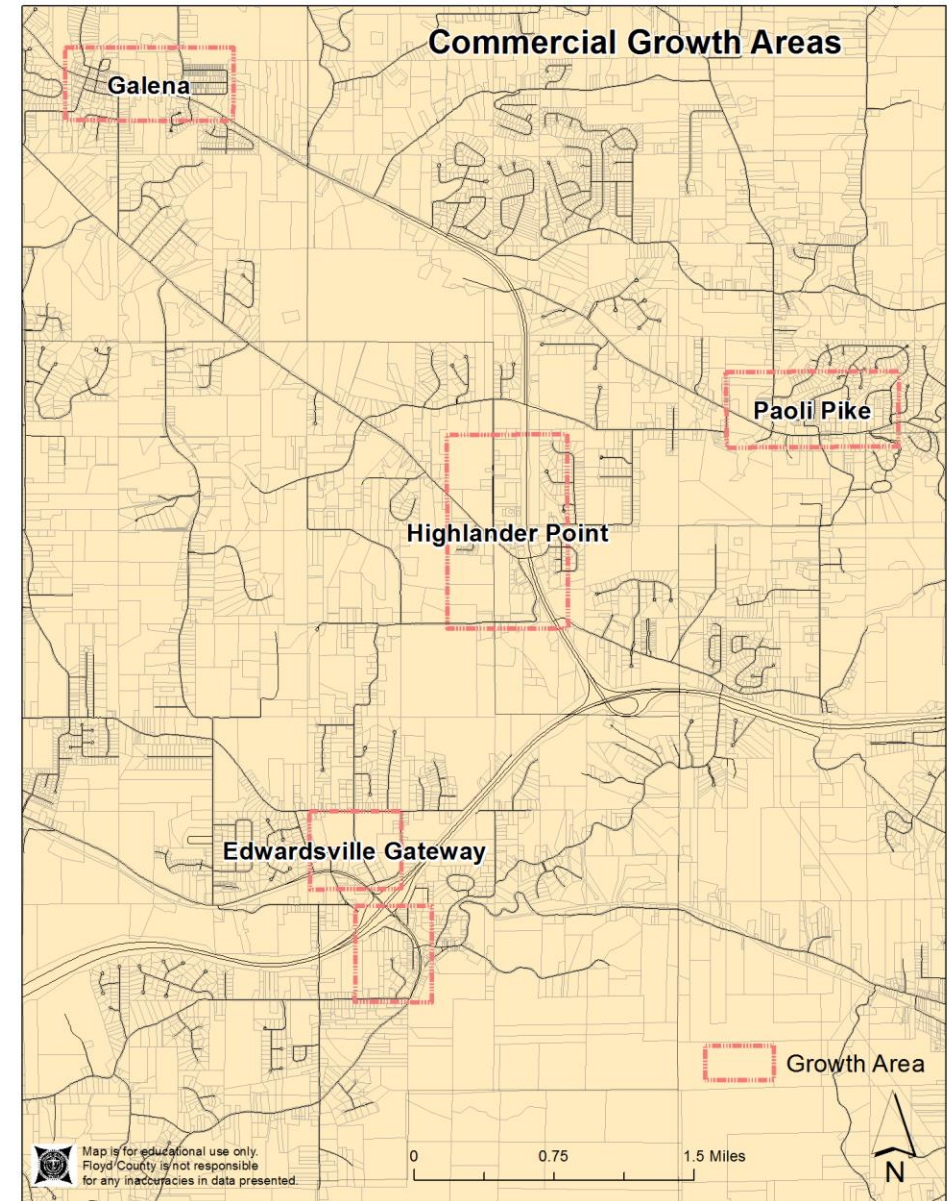 Commercial Growth Areas
Galena
Paoli Pike
Highlander Point
Edwardsville Gateway
Growth Area
Map is for educational use only.
Floyd County is not responsible
for any inaccuracies in data presented.
0 0.75 1.5 Miles
N